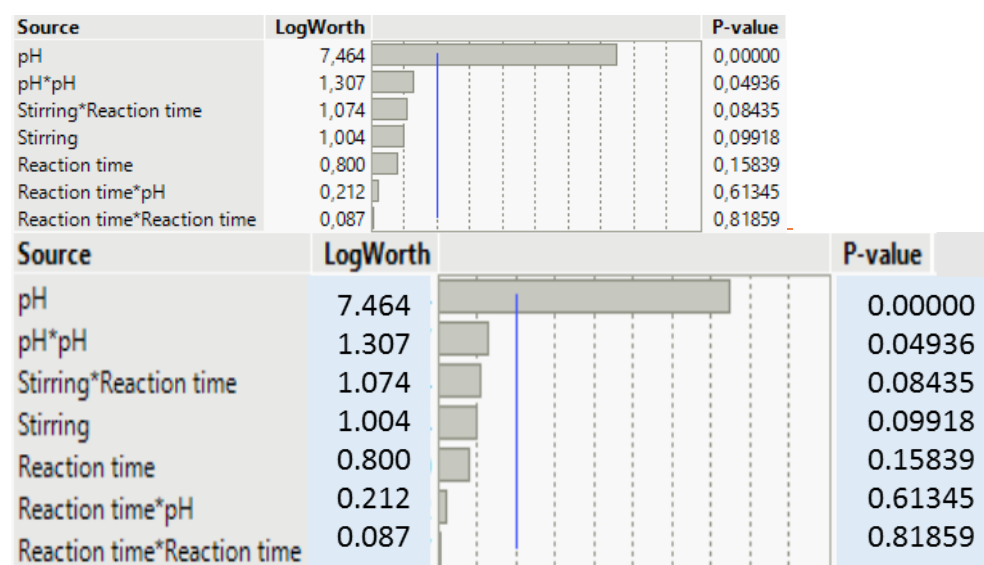 Source LogWorth P-value
pH 7,464 0,00000
pH*pH 1,307 0,04936
Stirring*Reaction time 1,074 0,08435
Stirring 1,004 0,09918
Reaction time 0,800 0,15839
Reaction time*pH 0,212 0,61345
Reaction time*Reaction time 0,087 0,81859
Source LogWorth P-value
pH 7.464 0.00000
pH*pH 1.307 0.04936
Stirring*Reaction time 1.074 0.08435
Stirring 1.004 0.09918
Reaction time 0.800 0.15839
Reaction time*pH 0.212 0.61345
Reaction time*Reaction time 0.087 0.81859